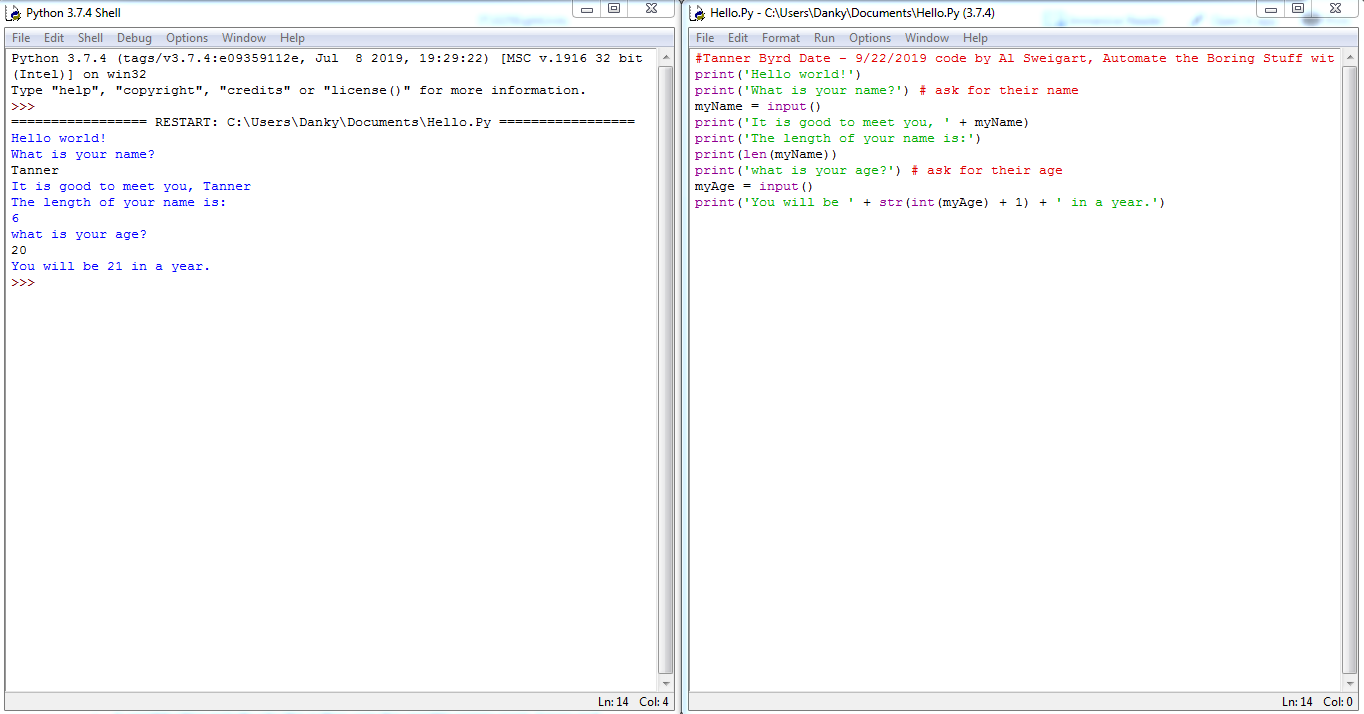 Python 3.7.4 Shell
File Edit Shell Debug Options Window Help
Python 3.7.4 (tags/v3.7.4:e09359112e, Jul  8 2019, 19:29:22) [MSC v.1916 32 bit
(Intel)] on win32
Type "help", "copyright", "credits" or "license()" for more information.
>>>
================= RESTART: C:\Users\Danky\Documents\Hello.Py =================
Hello world!
What is your name?
Tanner
It is good to meet you, Tanner
The length of your name is:
6
what is your age?
20
You will be 21 in a year.
>>>
Ln: 14 Col: 4
Hello.Py - C:\Users\Danky\Documents\Hello.Py (3.7.4)
File Edit Format Run Options Window Help
#Tanner Byrd Date - 9/22/2019 code by Al Sweigart, Automate the Boring Stuff wit
print('Hello world!')
print('What is your name?') # ask for their name
myName = input()
print('It is good to meet you, ' + myName)
print('The length of your name is:')
print(len(myName))
print('what is your age?') # ask for their age
myAge = input()
print('You will be ' + str(int(myAge) + 1) + ' in a year.')
Ln: 14 Col: 0